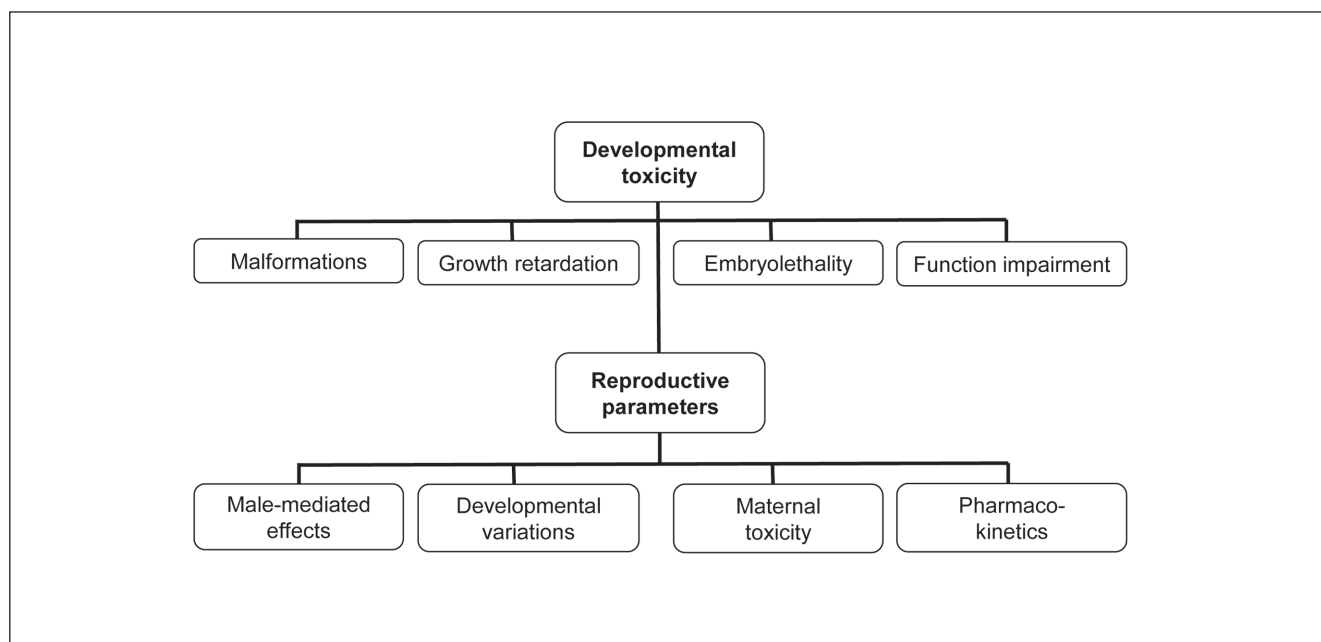 Developmental
toxicity
Malformations
Growth retardation
Embryolethality
Function impairment
Reproductive
parameters
Male-mediated
effects
Developmental
variations
Maternal
toxicity
Pharmaco-
kinetics